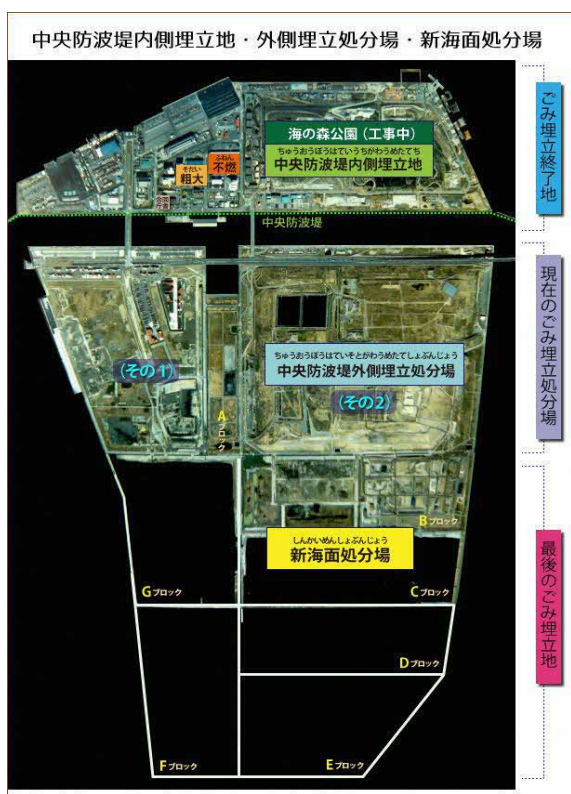 中央防波堤内側埋立地・外側埋立処分場・新海面処分場
海の森公園(工事中)
ちゅうおうぼうはていうちがわうめたてち
中央防波堤内側埋立地
ふねん
不燃
そだい
粗大
中央防波堤
ごみ埋立終了地
ちゅうおうぼうはていそとがわうめたてしょぶんじょう
中央防波堤外側埋立処分場
(その1)
(その2)
Aブロック
現在のごみ埋立処分場
Bブロック
しんかいめんしょぶんじょう
新海面処分場
Gブロック
Cブロック
Dブロック
Fブロック
Eブロック
最後のごみ埋立地